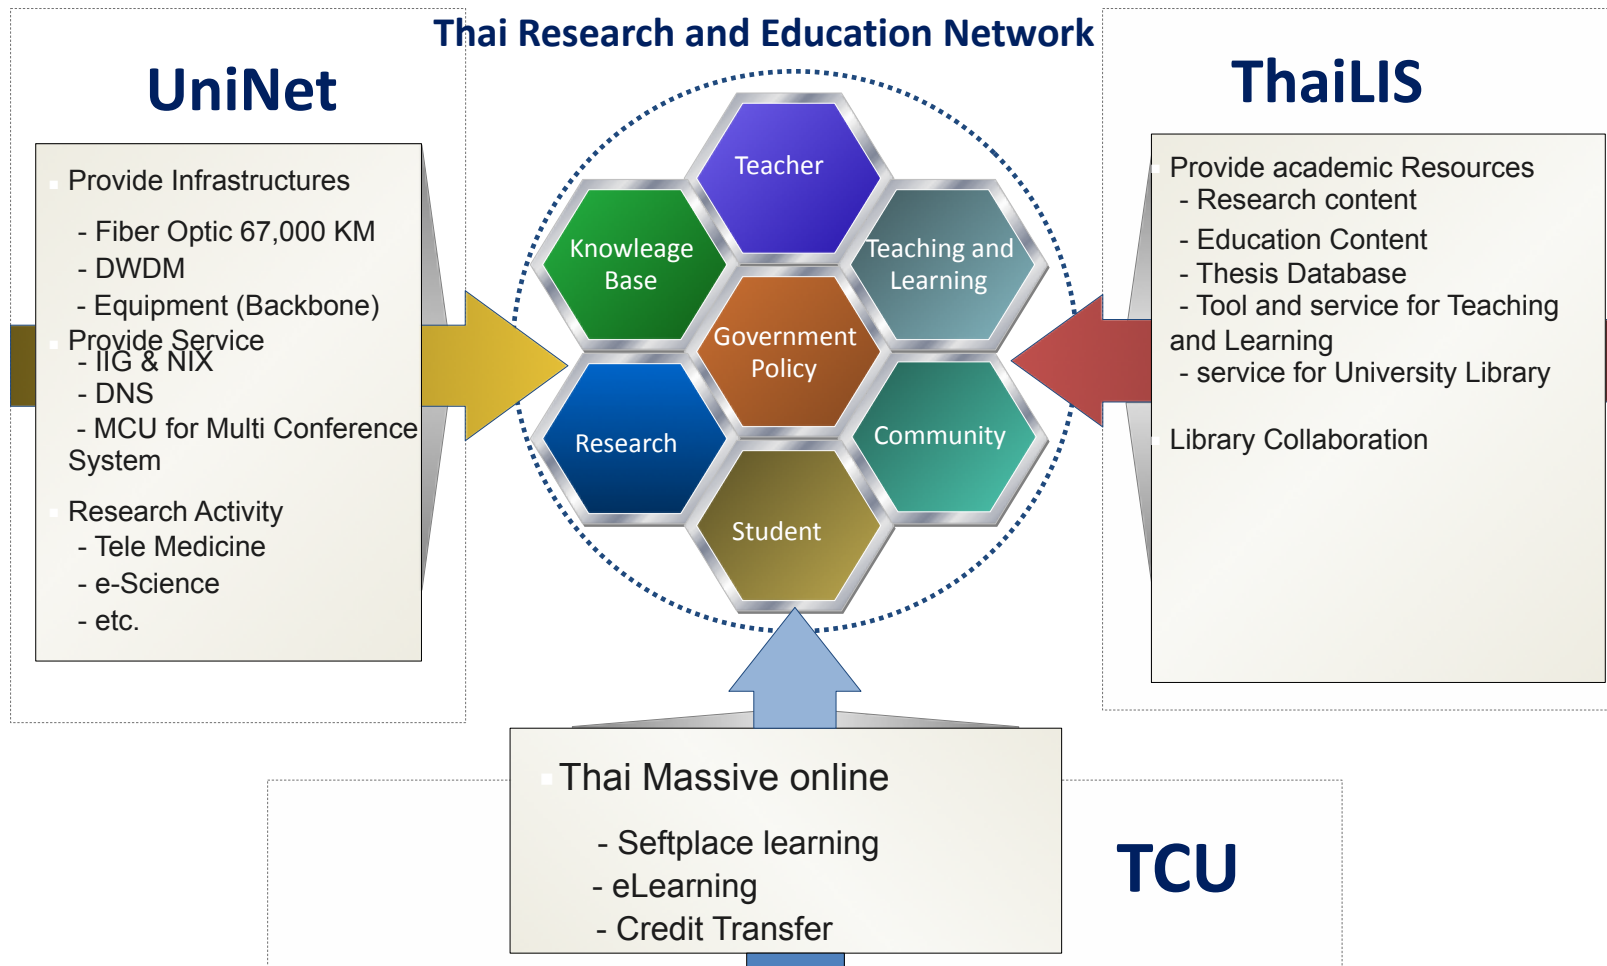 Thai Research and Education Network
UniNet
Provide Infrastructures
- Fiber Optic 67,000 KM
- DWDM
- Equipment (Backbone)
Provide Service
- IIG & NIX
- DNS
- MCU for Multi Conference
System
Research Activity
- Tele Medicine
- e-Science
- etc.
Teacher
Knowleage
Base
Teaching and
Learning
Government
Policy
Research
Community
Student
ThaiLIS
Provide academic Resources
- Research content
- Education Content
- Thesis Database
- Tool and service for Teaching
and Learning
- service for University Library
Library Collaboration
Thai Massive online
- Seftplace learning
- eLearning
- Credit Transfer
TCU